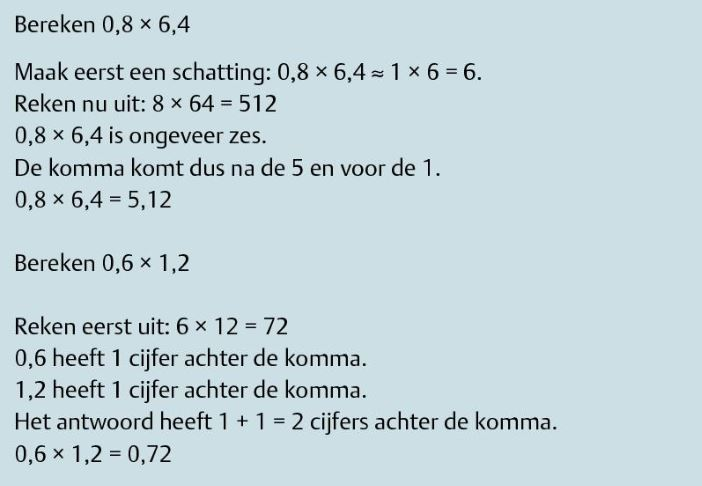 Bereken 0,8 × 6,4
Maak eerst een schatting: 0,8 × 6,4 ≈ 1 × 6 = 6.
Reken nu uit: 8 × 64 = 512
0,8 × 6,4 is ongeveer zes.
De komma komt dus na de 5 en voor de 1.
0,8 × 6,4 = 5,12
Bereken 0,6 × 1,2
Reken eerst uit: 6 × 12 = 72
0,6 heeft 1 cijfer achter de komma.
1,2 heeft 1 cijfer achter de komma.
Het antwoord heeft 1 + 1 = 2 cijfers achter de komma.
0,6 × 1,2 = 0,72